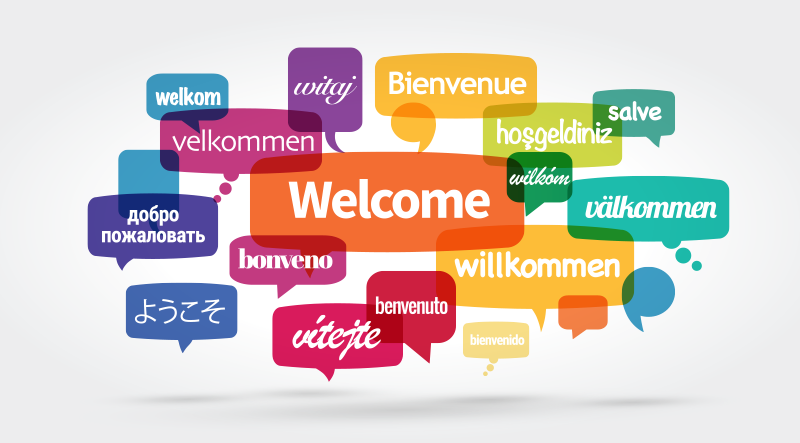 witaj
Bienvenue
welkom
salve
velkommen
hoşgeldiniz
wilkóm
Welcome
välkommen
добро
пожаловать
bonveno
willkommen
ようこそ
benvenuto
vítejte
bienvenido